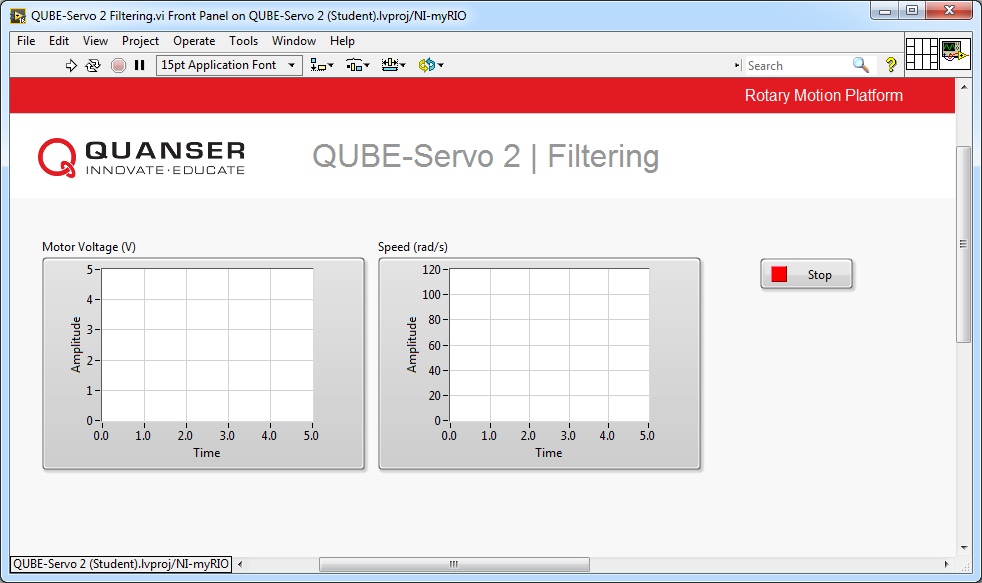 QUBE-Servo 2 Filtering.vi Front Panel on QUBE-Servo 2 (Student).lvproj/NI-myRIO
File Edit View Project Operate Tools Window Help
15pt Application Font Search ?
Rotary Motion Platform
QUANSER
INNOVATE·EDUCATE
QUBE-Servo 2 | Filtering
Motor Voltage (V)
5
4
3
2
1
0
Amplitude
0.0 1.0 2.0 3.0 4.0 5.0
Time
Speed (rad/s)
120
100
80
60
40
20
0
Amplitude
0.0 1.0 2.0 3.0 4.0 5.0
Time
Stop
QUBE-Servo 2 (Student).lvproj/NI-myRIO